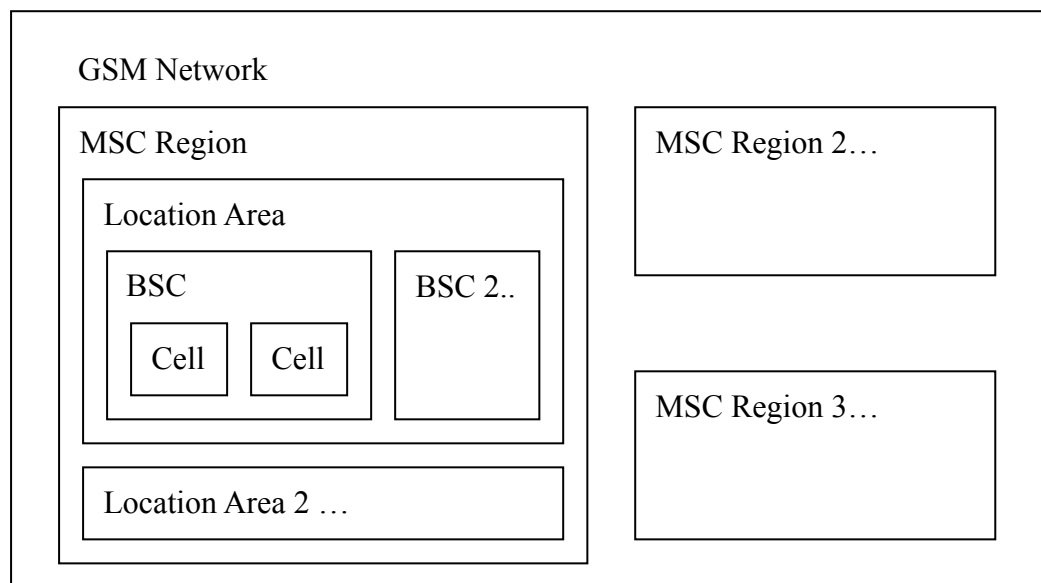 GSM Network
MSC Region
Location Area
BSC
Cell
Cell
BSC 2..
Location Area 2 …
MSC Region 2…
MSC Region 3…